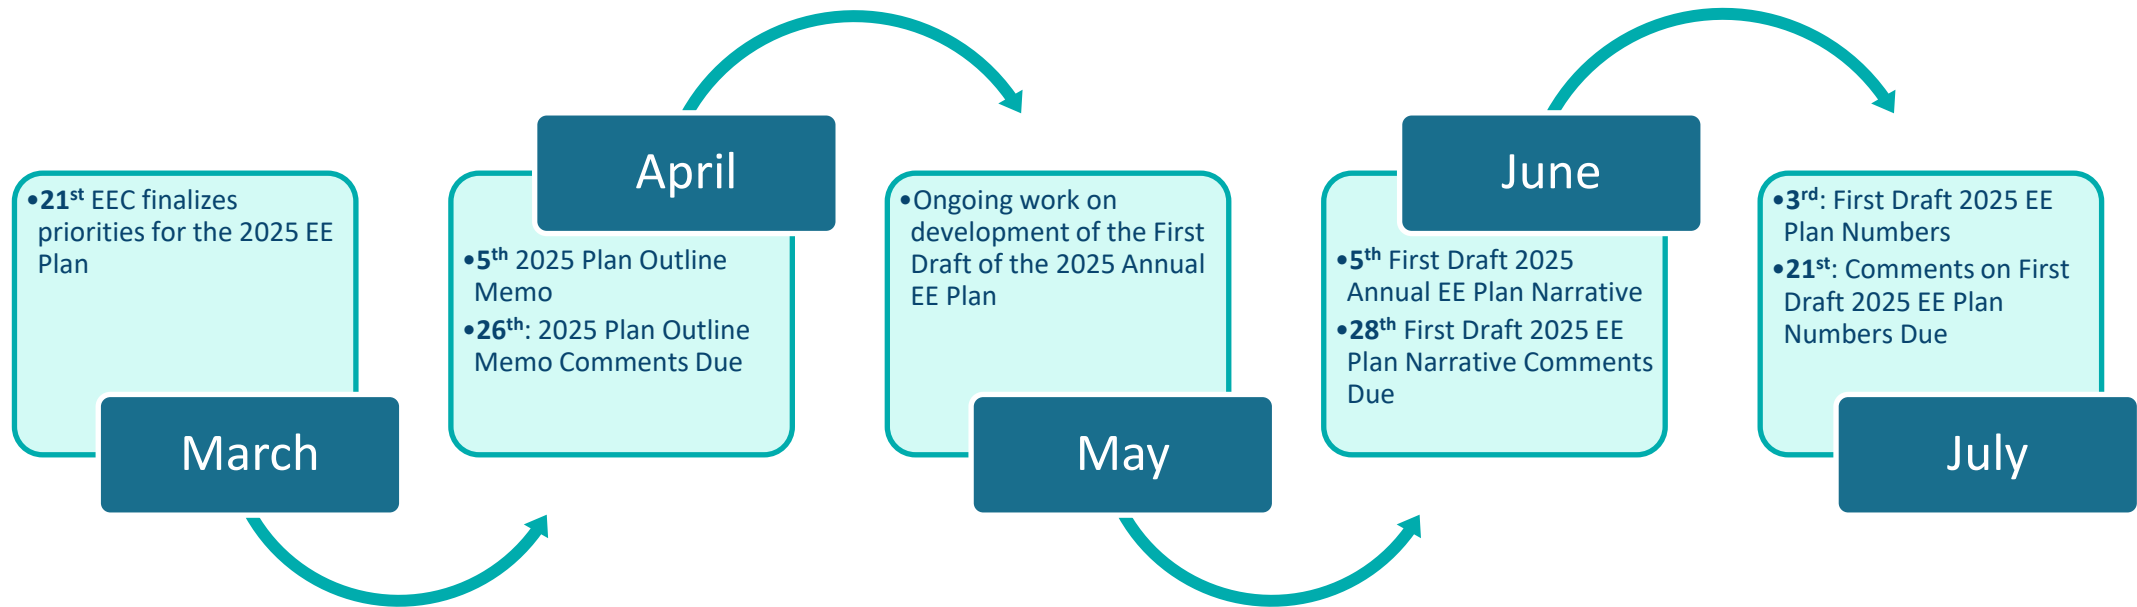 •21st EEC finalizes
priorities for the 2025 EE
Plan
March
April
•5th 2025 Plan Outline
Memo
•26th: 2025 Plan Outline
Memo Comments Due
•Ongoing work on
development of the First
Draft of the 2025 Annual
EE Plan
May
June
•5th First Draft 2025
Annual EE Plan Narrative
•28th First Draft 2025 EE
Plan Narrative Comments
Due
•3rd: First Draft 2025 EE
Plan Numbers
•21st: Comments on First
Draft 2025 EE Plan
Numbers Due
July